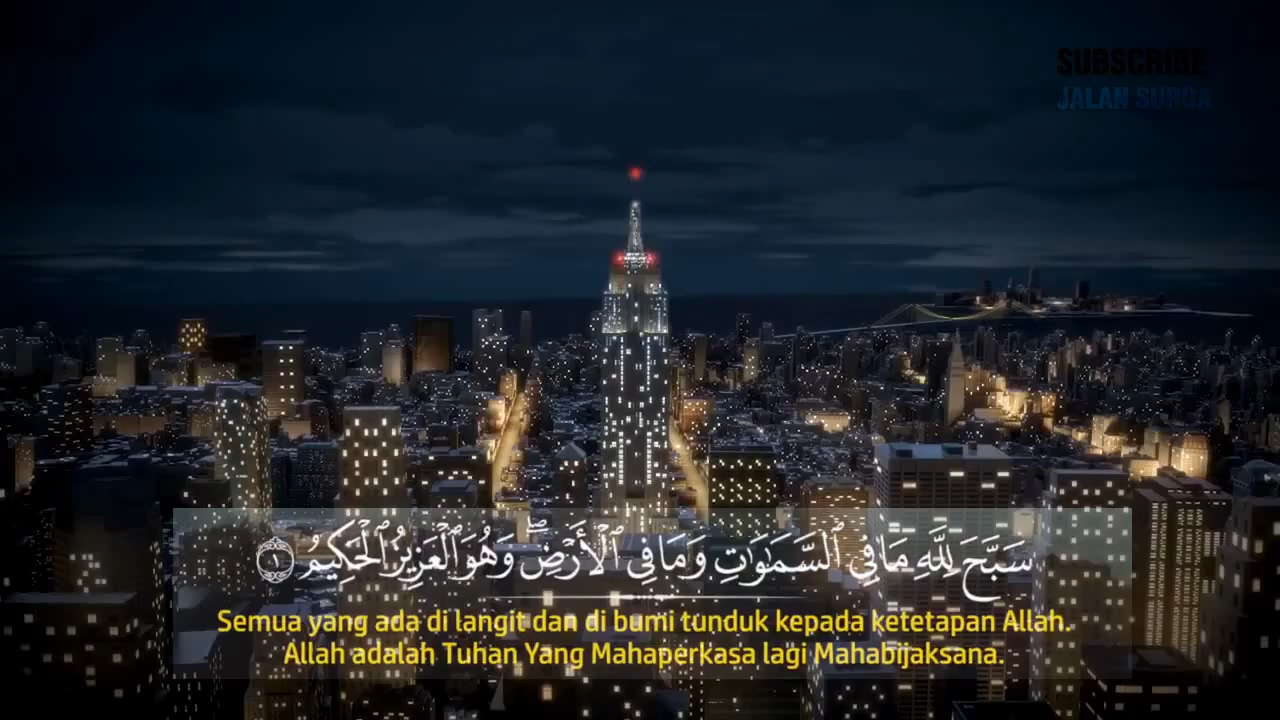 SUBSCRIBE
JALAN SURGA
سَبَّحَ لِلَّهِ مَا فِي ٱلسَّمَٰوَٰتِ وَمَا فِي ٱلْأَرْضِ ۖ وَهُوَ ٱلْعَزِيزُ ٱلْحَكِيمُ ١
Semua yang ada di langit dan di bumi tunduk kepada ketetapan Allah.
Allah adalah Tuhan Yang Mahaperkasa lagi Mahabijaksana.